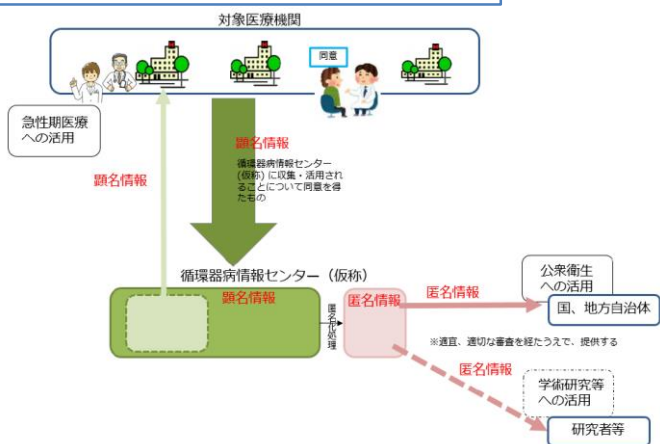 対象医療機関
同意
急性期医療
への活用
顕名情報
循環器病情報センター
(仮称) に収集・活用され
ることについて同意を得
たもの
顕名情報
循環器病情報センター（仮称）
顕名情報
匿名化処理
匿名情報
匿名情報
公衆衛生
への活用
国、地方自治体
※適宜、適切な審査を経たうえで、提供する
匿名情報
学術研究等
への活用
研究者等